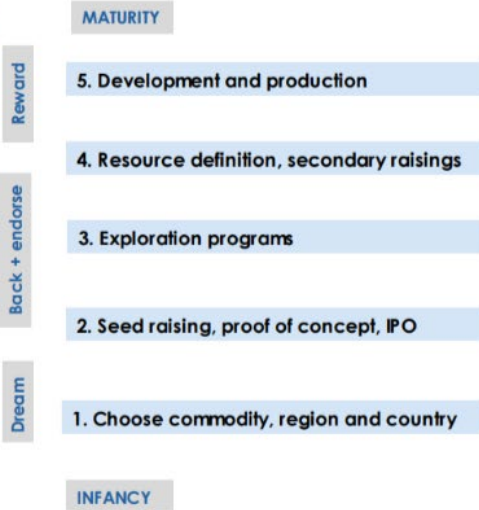 MATURITY
Reward
5. Development and production
4. Resource definition, secondary raisings
Back + endorse
3. Exploration programs
2. Seed raising, proof of concept, IPO
Dream
1. Choose commodity, region and country
INFANCY